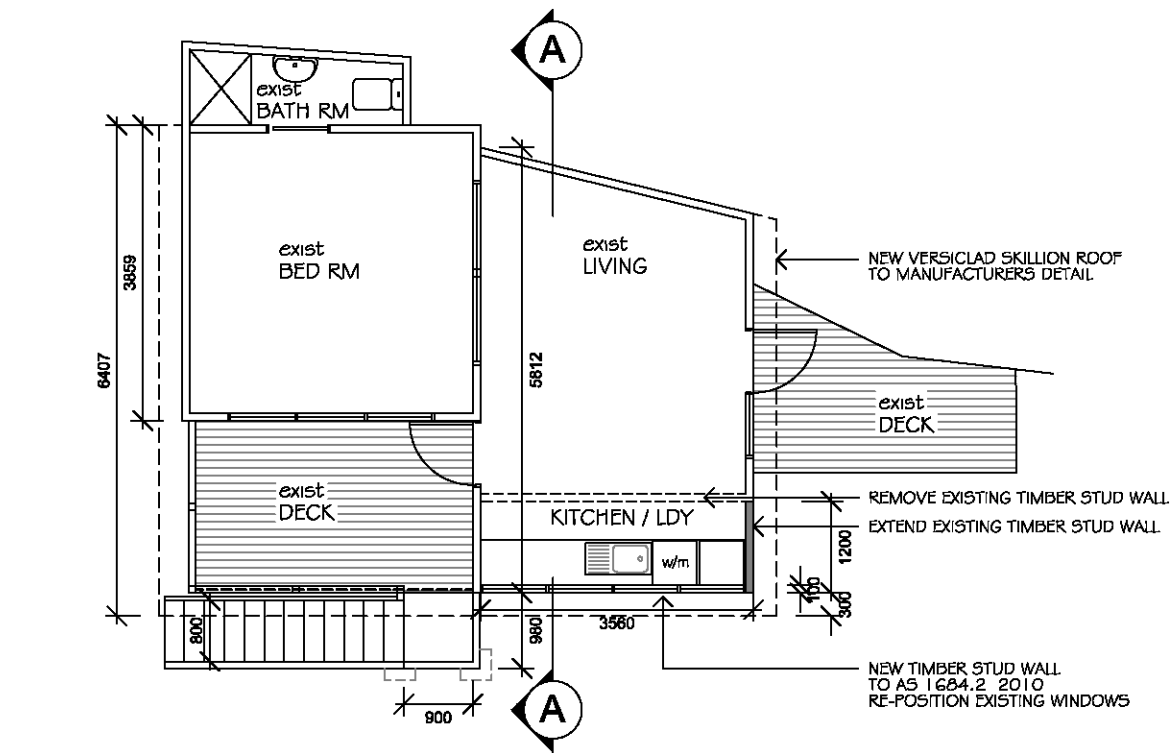 A
exist
BATH RM
exist
BED RM
exist
LIVING
NEW VERSICLAD SKILLION ROOF
TO MANUFACTURERS DETAIL
3859
6407
5812
exist
DECK
exist
DECK
KITCHEN / LDY
REMOVE EXISTING TIMBER STUD WALL
EXTEND EXISTING TIMBER STUD WALL
w/m
1200
100
300
800
980
3560
900
NEW TIMBER STUD WALL
TO AS 1684.2 2010
RE-POSITION EXISTING WINDOWS
A